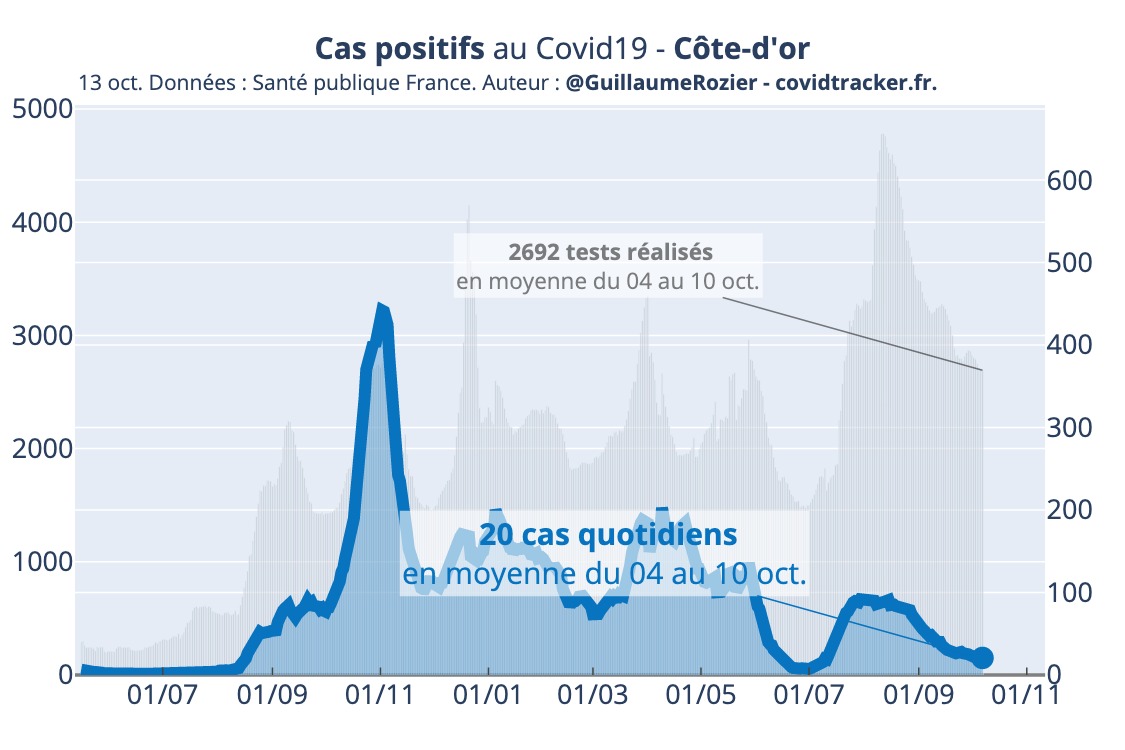 Cas positifs au Covid19 - Côte-d'or
13 oct. Données : Santé publique France. Auteur : @GuillaumeRozier - covidtracker.fr.
5000
4000
3000
2000
1000
0
600
500
400
300
200
100
0
2692 tests réalisés
en moyenne du 04 au 10 oct.
20 cas quotidiens
en moyenne du 04 au 10 oct.
01/07 01/09 01/11 01/01 01/03 01/05 01/07 01/09 01/11